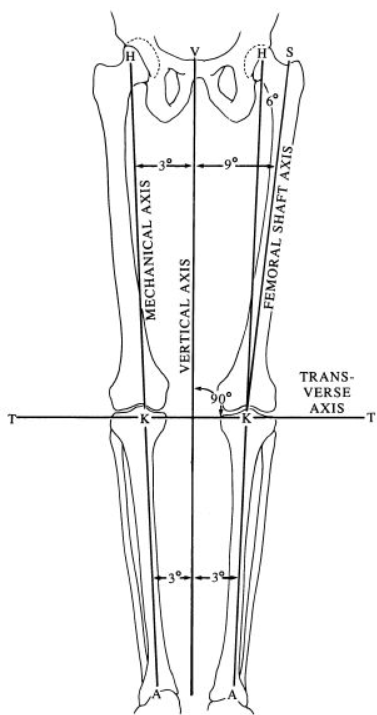 H V H S
6°
3° 9°
MECHANICAL AXIS
VERTICAL AXIS
FEMORAL SHAFT AXIS
TRANS-
VERSE
AXIS
90°
T K K T
3° 3°
A A